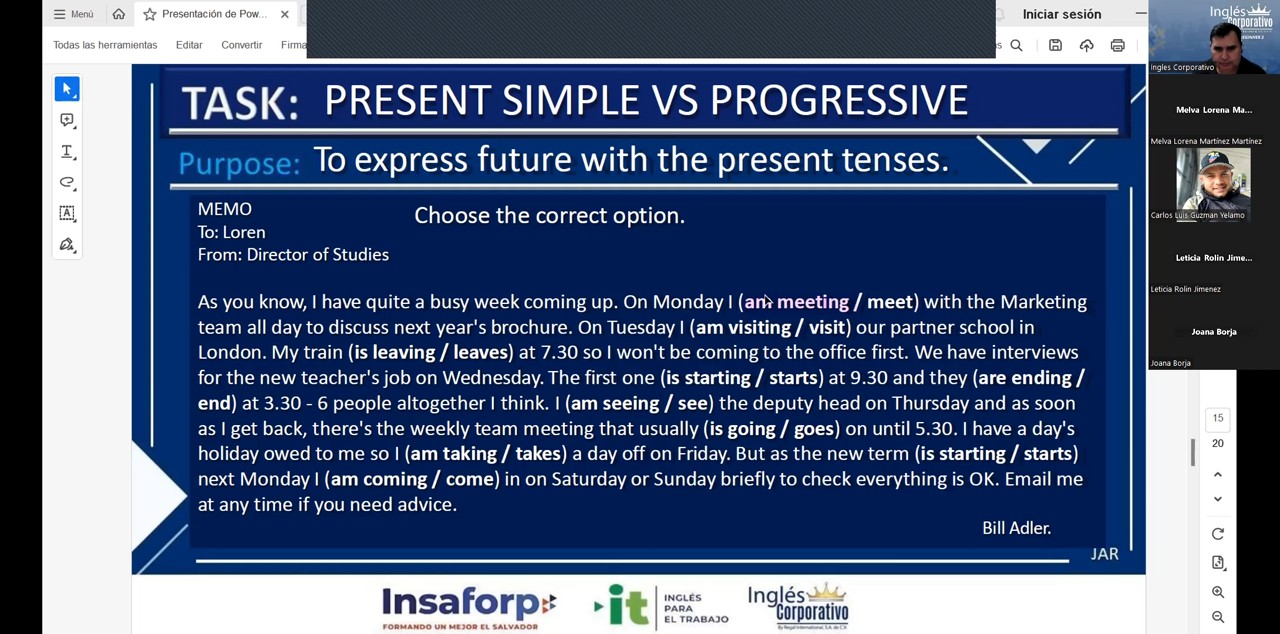 Menú
Presentación de Pow...
Iniciar sesión
Todas las herramientas
Editar
Convertir
Firma
s
TASK: PRESENT SIMPLE VS PROGRESSIVE
Purpose: To express future with the present tenses.
MEMO
Choose the correct option.
To: Loren
From: Director of Studies
As you know, I have quite a busy week coming up. On Monday I (am meeting / meet) with the Marketing
team all day to discuss next year's brochure. On Tuesday I (am visiting / visit) our partner school in
London. My train (is leaving / leaves) at 7.30 so I won't be coming to the office first. We have interviews
for the new teacher's job on Wednesday. The first one (is starting / starts) at 9.30 and they (are ending /
end) at 3.30 - 6 people altogether I think. I (am seeing / see) the deputy head on Thursday and as soon
as I get back, there's the weekly team meeting that usually (is going / goes) on until 5.30. I have a day's
holiday owed to me so I (am taking / takes) a day off on Friday. But as the new term (is starting / starts)
next Monday I (am coming / come) in on Saturday or Sunday briefly to check everything is OK. Email me
at any time if you need advice.
Bill Adler.
JAR
Insaforp
FORMANDO UN MEJOR EL SALVADOR
it
INGLÉS
PARA
EL TRABAJO
Inglés
Corporativo
By Regal International, S.A. de C.V.
15
20
Inglés
Corporativo
Ingles Corporativo
Melva Lorena Ma...
Melva Lorena Martínez Martínez
Carlos Luis Guzman Yelamo
Leticia Rolin Jime...
Leticia Rolin Jimenez
Joana Borja
Joana Borja